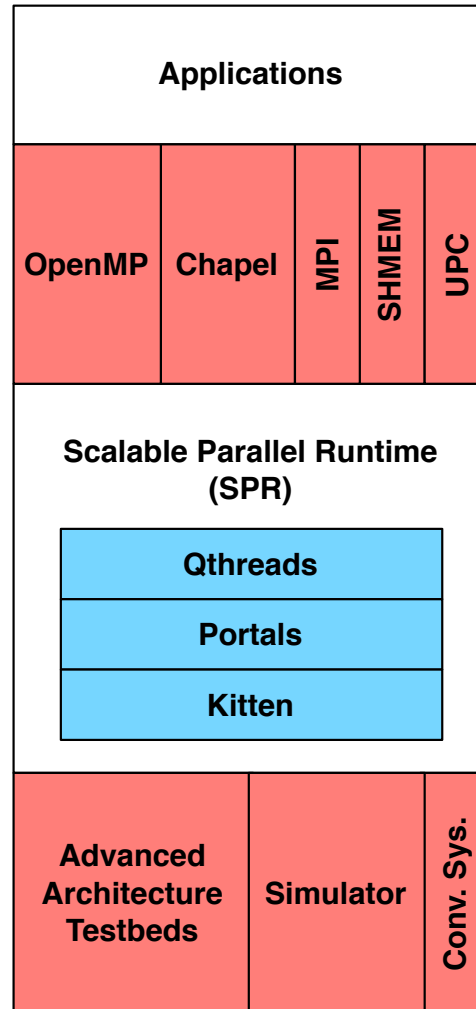 Applications
OpenMP
Chapel
MPI
SHMEM
UPC
Scalable Parallel Runtime
(SPR)
Qthreads
Portals
Kitten
Advanced
Architecture
Testbeds
Simulator
Conv. Sys.